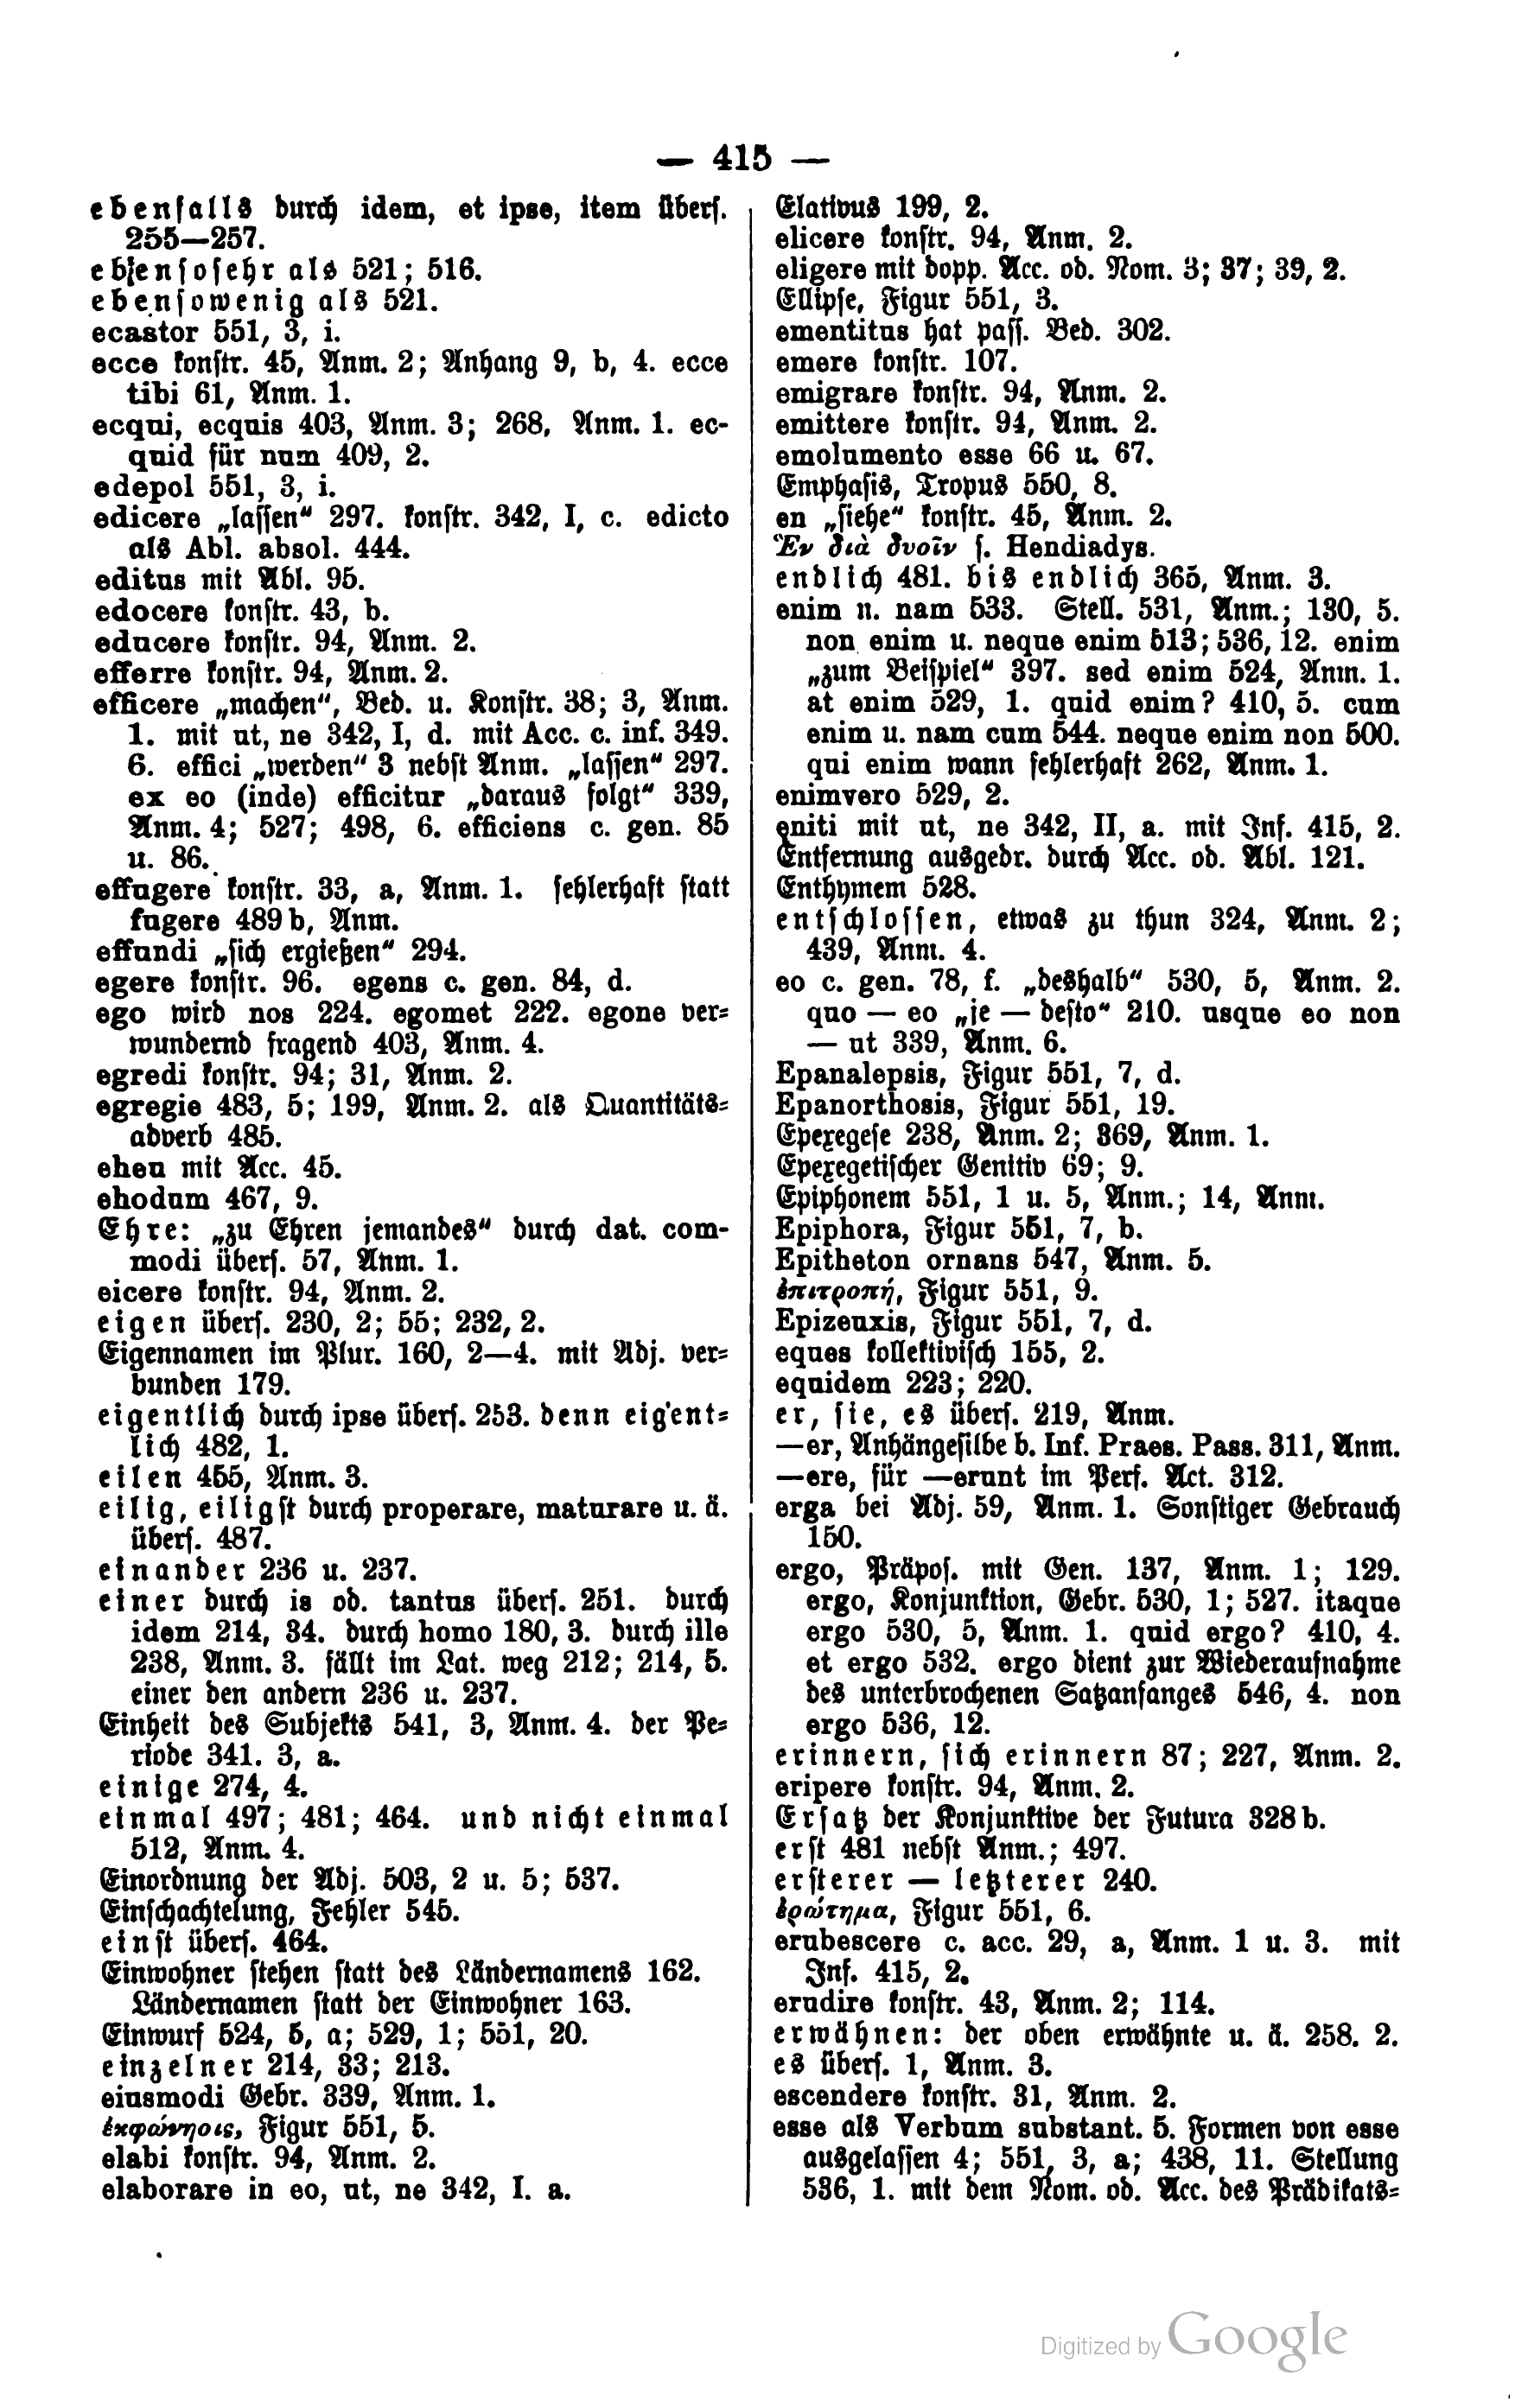 — 415 —
ebenfalls durch idem, et ipse, item übers.
255—257.
ebensosehr als 521; 516.
ebensowenig als 521.
ecastor 551, 3, i.
ecce konstr. 45, Anm. 2; Anhang 9, b, 4. ecce
tibi 61, Anm. 1.
ecqui, ecquis 403, Anm. 3; 268, Anm. 1. ec-
quid für num 409, 2.
edepol 551, 3, i.
edicere „lassen“ 297. konstr. 342, I, c. edicto
als Abl. absol. 444.
editus mit Abl. 95.
edocere konstr. 43, b.
educere konstr. 94, Anm. 2.
efferre konstr. 94, Anm. 2.
efficere „machen“, Bed. u. Konstr. 38; 3, Anm.
1. mit ut, ne 342, I, d. mit Acc. c. inf. 349.
6. effici „werden“ 3 nebst Anm. „lassen“ 297.
ex eo (inde) efficitur „daraus folgt“ 339,
Anm. 4; 527; 498, 6. efficiens c. gen. 85
u. 86.
effugere konstr. 33, a, Anm. 1. fehlerhaft statt
fugere 489 b, Anm.
effundi „sich ergießen“ 294.
egere konstr. 96. egens c. gen. 84, d.
ego wird nos 224. egomet 222. egone ver-
wundernd fragend 403, Anm. 4.
egredi konstr. 94; 31, Anm. 2.
egregie 483, 5; 199, Anm. 2. als Quantitäts-
adverb 485.
eheu mit Acc. 45.
ehodum 467, 9.
Ehre: „zu Ehren jemandes“ durch dat. com-
modi übers. 57, Anm. 1.
eicere konstr. 94, Anm. 2.
eigen übers. 230, 2; 55; 232, 2.
Eigennamen im Plur. 160, 2—4. mit Adj. ver-
bunden 179.
eigentlich durch ipse übers. 253. denn eigent-
lich 482, 1.
eilen 455, Anm. 3.
eilig, eiligst durch properare, maturare u. ä.
übers. 487.
einander 236 u. 237.
einer durch is od. tantus übers. 251. durch
idem 214, 34. durch homo 180, 3. durch ille
238, Anm. 3. fällt im Lat. weg 212; 214, 5.
einer den andern 236 u. 237.
Einheit des Subjekts 541, 3, Anm. 4. der Pe-
riode 341. 3, a.
einige 274, 4.
einmal 497; 481; 464. und nicht einmal
512, Anm. 4.
Einordnung der Adj. 503, 2 u. 5; 537.
Einschachtelung, Fehler 545.
einst übers. 464.
Einwohner stehen statt des Ländernamens 162.
Ländernamen statt der Einwohner 163.
Einwurf 524, 5, a; 529, 1; 551, 20.
einzelner 214, 33; 213.
eiusmodi Gebr. 339, Anm. 1.
ἐκφώνησις, Figur 551, 5.
elabi konstr. 94, Anm. 2.
elaborare in eo, ut, ne 342, I. a.
Elativus 199, 2.
elicere konstr. 94, Anm. 2.
eligere mit dopp. Acc. od. Nom. 3; 37; 39, 2.
Ellipse, Figur 551, 3.
ementitus hat pass. Bed. 302.
emere konstr. 107.
emigrare konstr. 94, Anm. 2.
emittere konstr. 94, Anm. 2.
emolumento esse 66 u. 67.
Emphasis, Tropus 550, 8.
en „siehe“ konstr. 45, Anm. 2.
Ἓν διὰ δυοῖν s. Hendiadys.
endlich 481. bis endlich 365, Anm. 3.
enim u. nam 533. Stell. 531, Anm.; 130, 5.
non enim u. neque enim 513; 536, 12. enim
„zum Beispiel“ 397. sed enim 524, Anm. 1.
at enim 529, 1. quid enim? 410, 5. cum
enim u. nam cum 544. neque enim non 500.
qui enim wann fehlerhaft 262, Anm. 1.
enimvero 529, 2.
eniti mit ut, ne 342, II, a. mit Inf. 415, 2.
Entfernung ausgedr. durch Acc. od. Abl. 121.
Enthymem 528.
entschlossen, etwas zu thun 324, Anm. 2;
439, Anm. 4.
eo c. gen. 78, f. „deshalb“ 530, 5, Anm. 2.
quo — eo „je — desto“ 210. usque eo non
— ut 339, Anm. 6.
Epanalepsis, Figur 551, 7, d.
Epanorthosis, Figur 551, 19.
Epexegese 238, Anm. 2; 369, Anm. 1.
Epexegetischer Genitiv 69; 9.
Epiphonem 551, 1 u. 5, Anm.; 14, Anm.
Epiphora, Figur 551, 7, b.
Epitheton ornans 547, Anm. 5.
ἐπιτροπή, Figur 551, 9.
Epizeuxis, Figur 551, 7, d.
eques kollektivisch 155, 2.
equidem 223; 220.
er, sie, es übers. 219, Anm.
—er, Anhängesilbe b. Inf. Praes. Pass. 311, Anm.
—ere, für —erunt im Perf. Act. 312.
erga bei Adj. 59, Anm. 1. Sonstiger Gebrauch
150.
ergo, Präpos. mit Gen. 137, Anm. 1; 129.
ergo, Konjunktion, Gebr. 530, 1; 527. itaque
ergo 530, 5, Anm. 1. quid ergo? 410, 4.
et ergo 532. ergo dient zur Wiederaufnahme
des unterbrochenen Satzanfanges 546, 4. non
ergo 536, 12.
erinnern, sich erinnern 87; 227, Anm. 2.
eripere konstr. 94, Anm. 2.
Ersatz der Konjunktive der Futura 328 b.
erst 481 nebst Anm.; 497.
ersterer — letzterer 240.
ἐρώτημα, Figur 551, 6.
erubescere c. acc. 29, a, Anm. 1 u. 3. mit
Inf. 415, 2.
erudire konstr. 43, Anm. 2; 114.
erwähnen: der oben erwähnte u. ä. 258. 2.
es übers. 1, Anm. 3.
escendere konstr. 31, Anm. 2.
esse als Verbum substant. 5. Formen von esse
ausgelassen 4; 551, 3, a; 438, 11. Stellung
536, 1. mit dem Nom. od. Acc. des Prädikats-
Digitized by Google